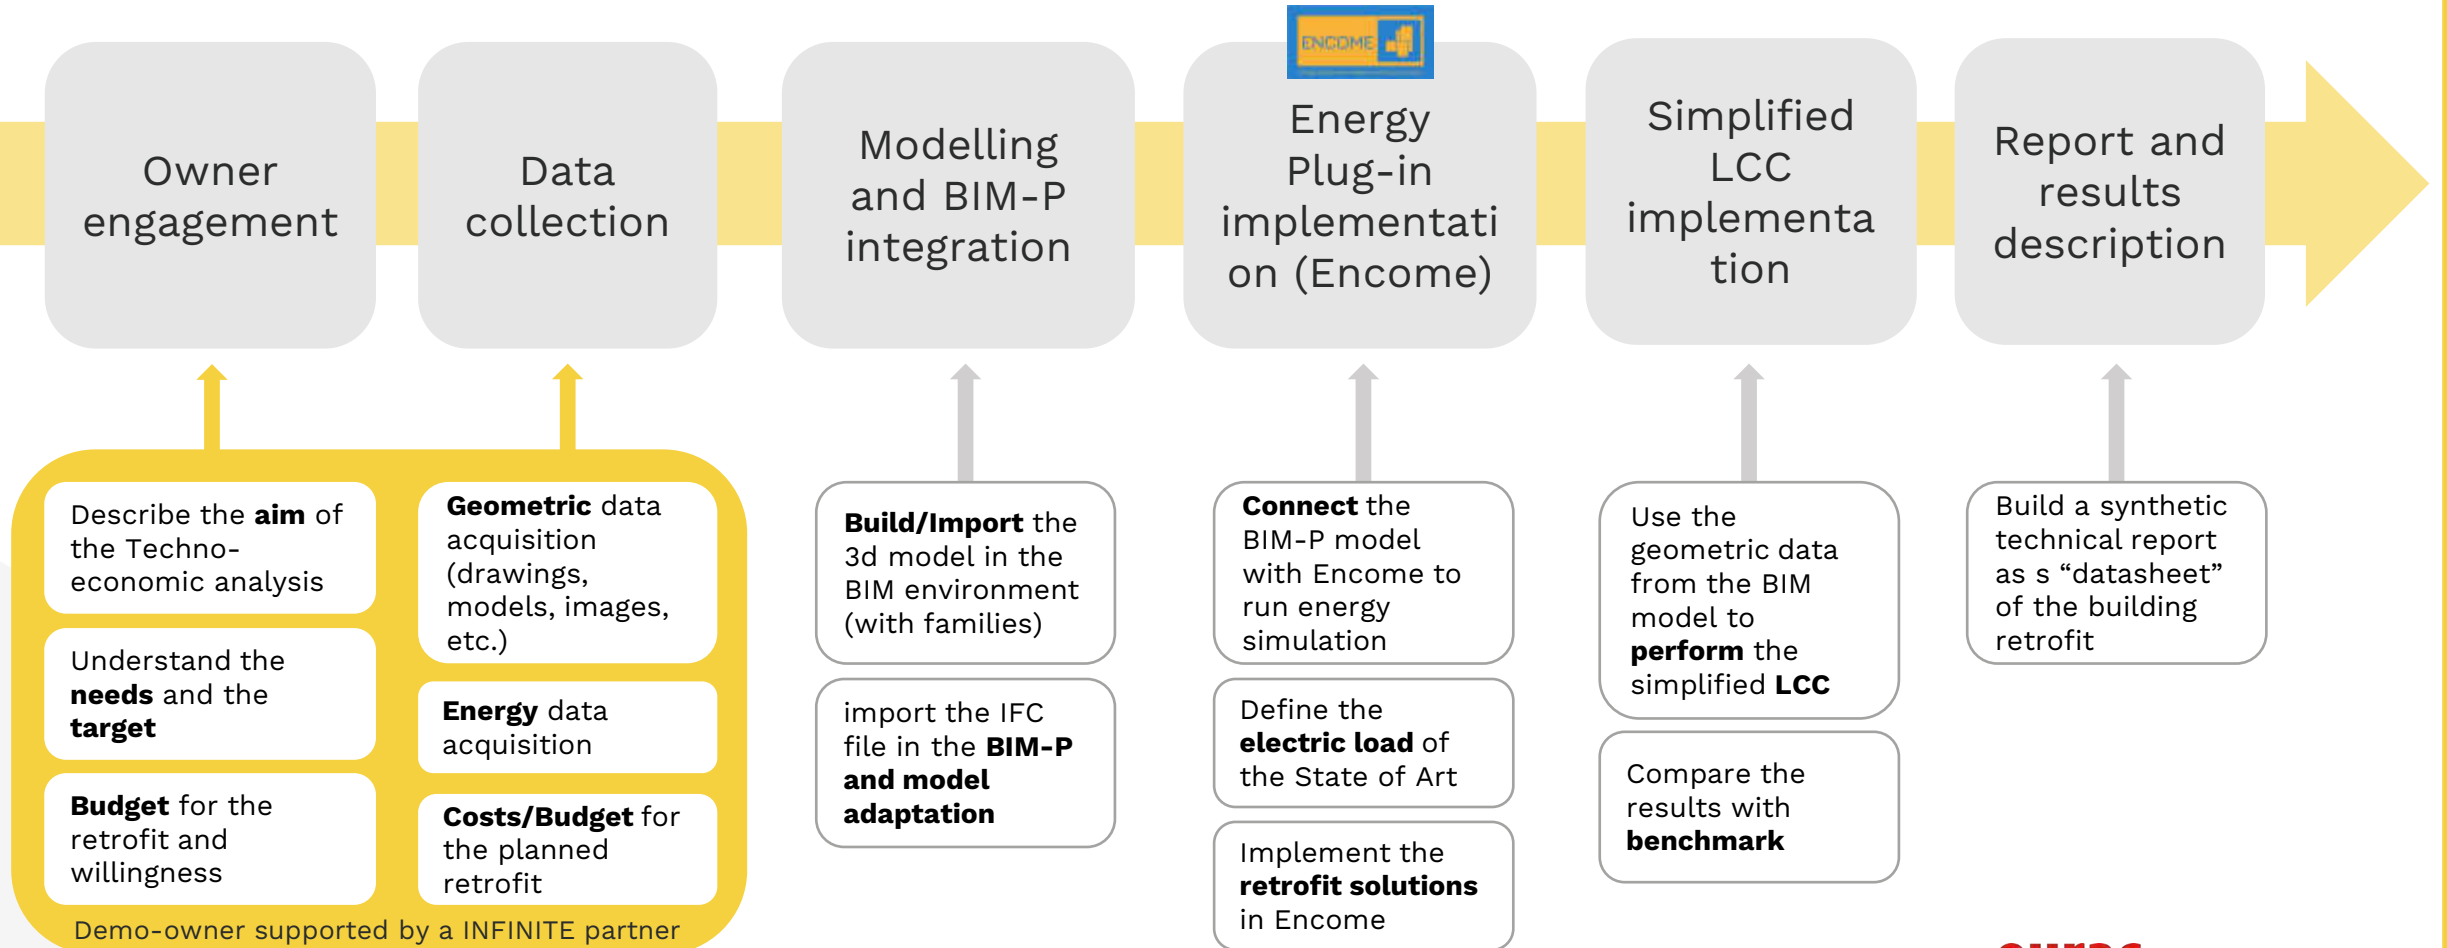 ENCOME
Owner
engagement
Data
collection
Modelling
and BIM-P
integration
Energy
Plug-in
implementati
on (Encome)
Simplified
LCC
implementa
tion
Report and
results
description
Describe the aim of
the Techno-
economic analysis
Understand the
needs and the
target
Budget for the
retrofit and
willingness
Geometric data
acquisition
(drawings,
models, images,
etc.)
Energy data
acquisition
Costs/Budget for
the planned
retrofit
Demo-owner supported by a INFINITE partner
Build/Import the
3d model in the
BIM environment
(with families)
import the IFC
file in the BIM-P
and model
adaptation
Connect the
BIM-P model
with Encome to
run energy
simulation
Define the
electric load of
the State of Art
Implement the
retrofit solutions
in Encome
Use the
geometric data
from the BIM
model to
perform the
simplified LCC
Compare the
results with
benchmark
Build a synthetic
technical report
as s “datasheet”
of the building
retrofit
eurac